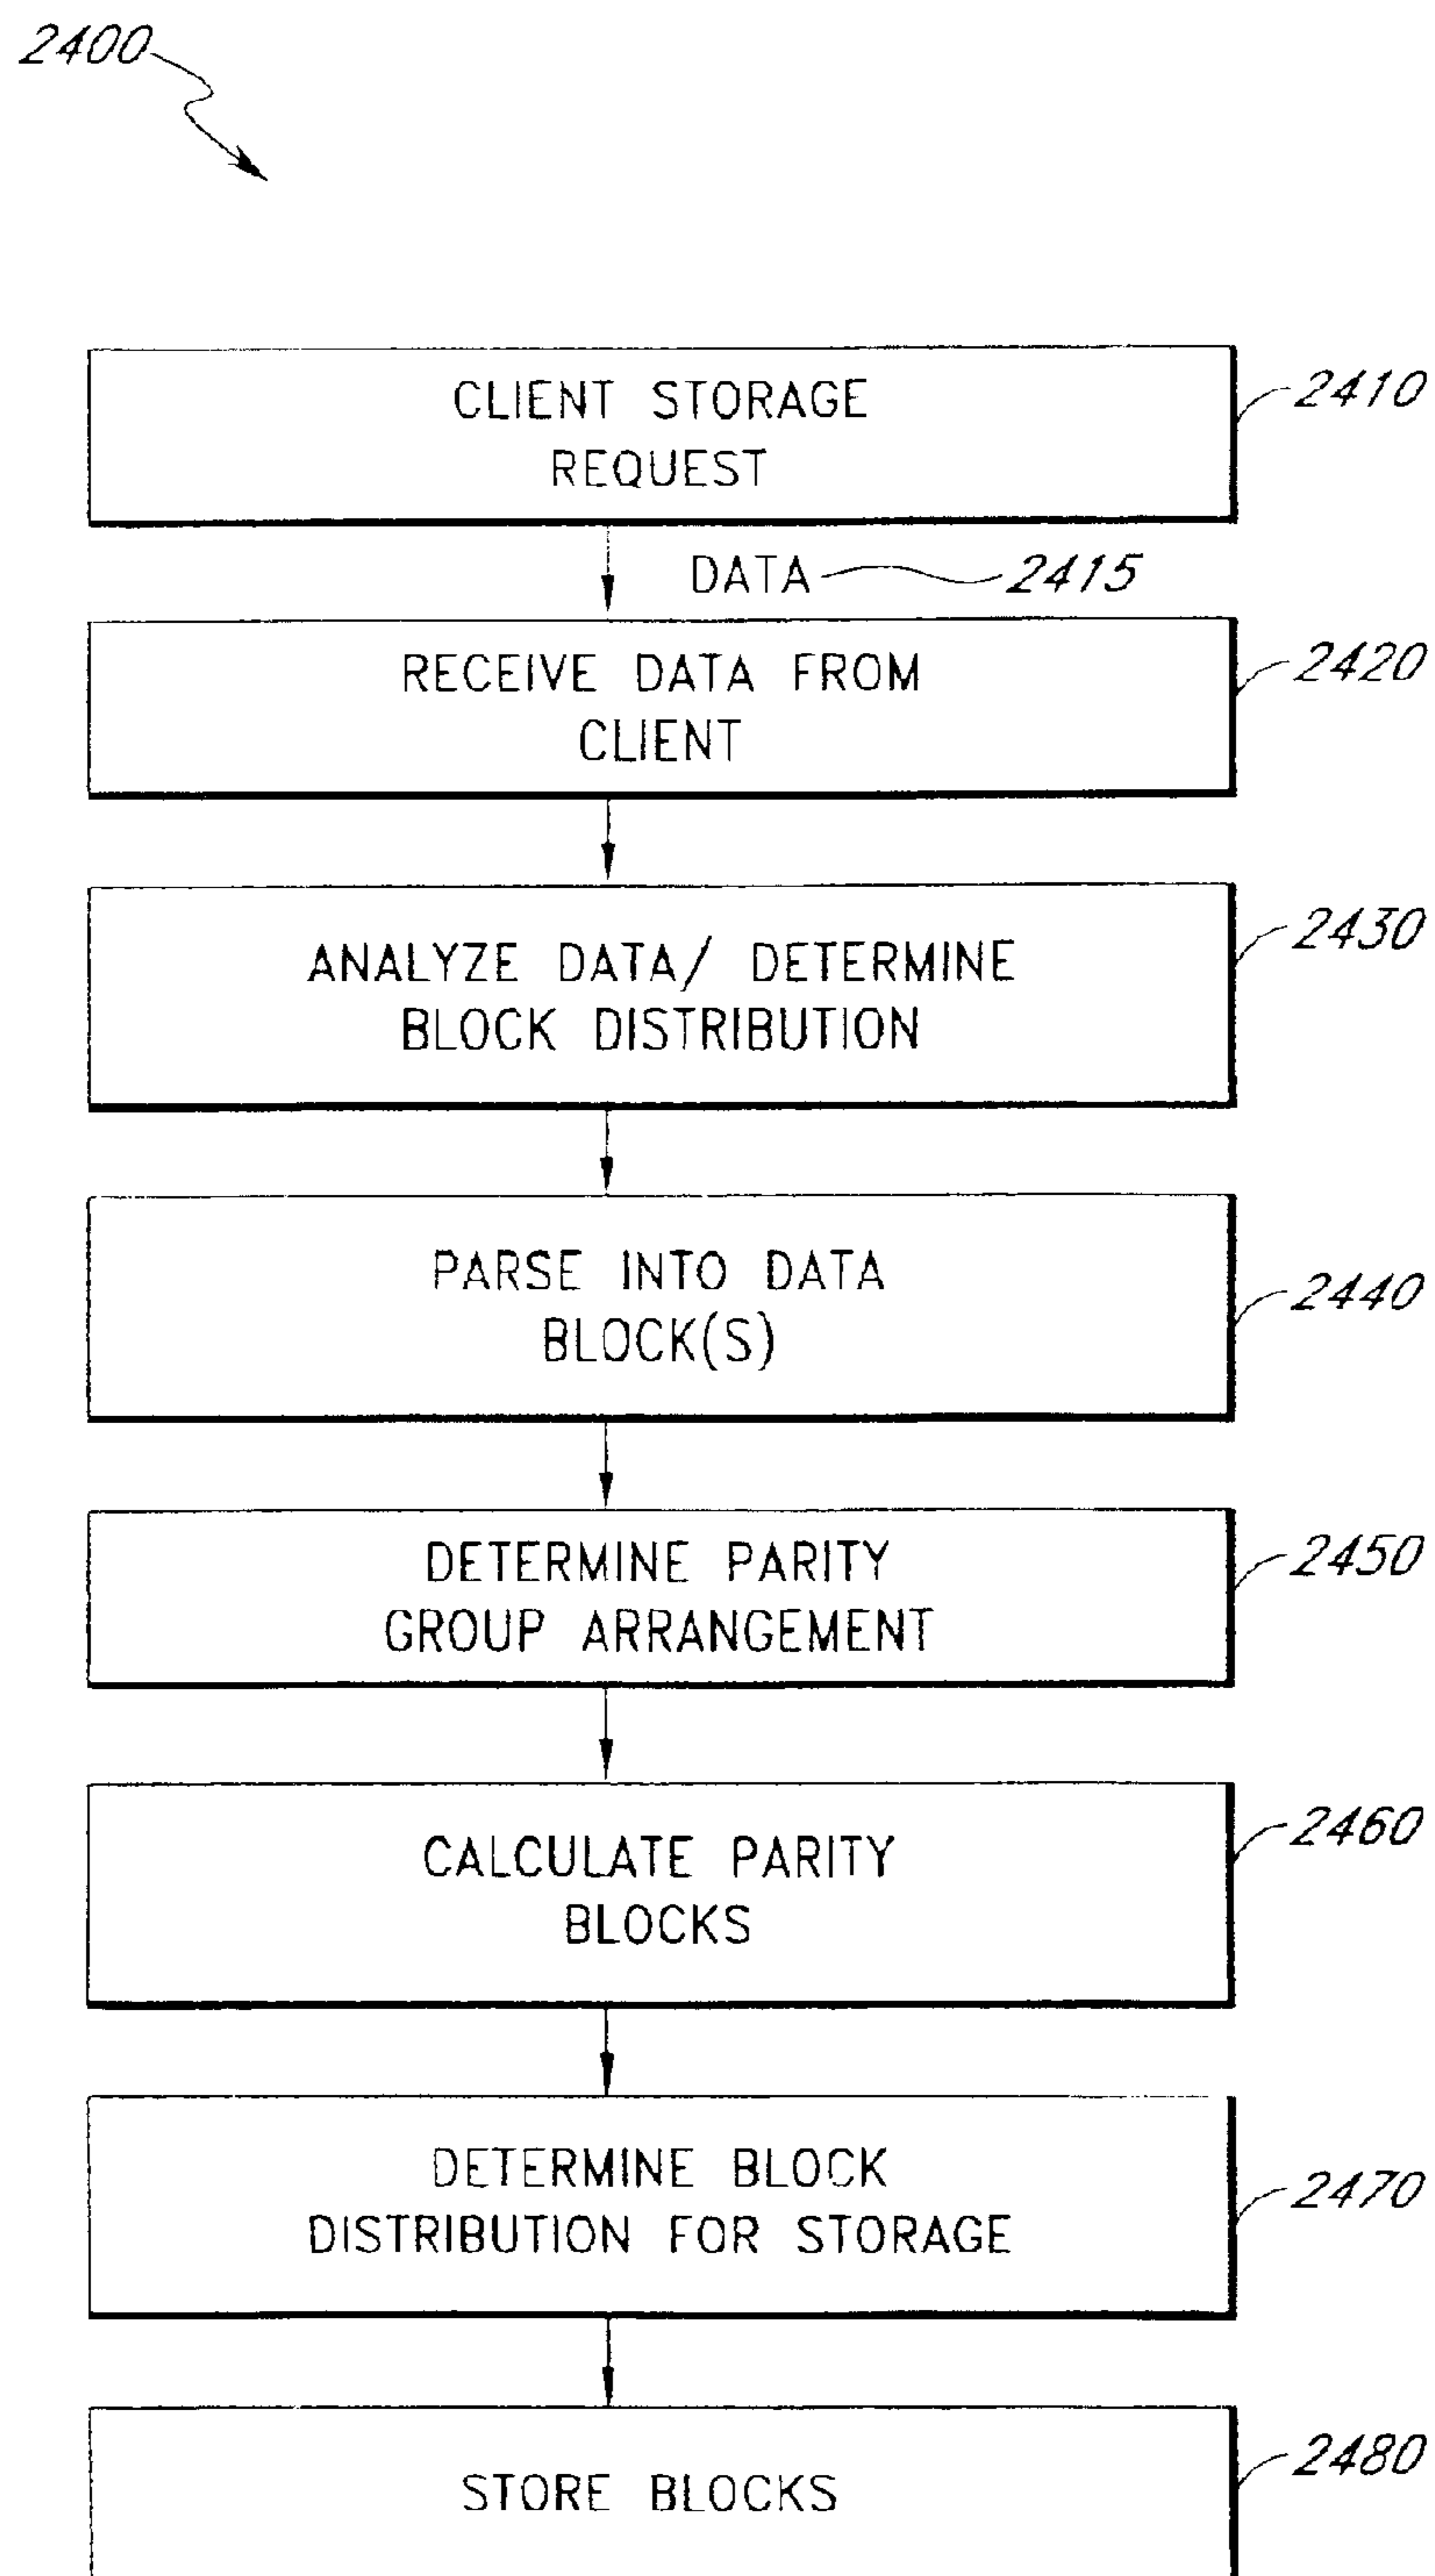 2400
CLIENT STORAGE
REQUEST
2410
DATA 2415
RECEIVE DATA FROM
CLIENT
2420
ANALYZE DATA/ DETERMINE
BLOCK DISTRIBUTION
2430
PARSE INTO DATA
BLOCK(S)
2440
DETERMINE PARITY
GROUP ARRANGEMENT
2450
CALCULATE PARITY
BLOCKS
2460
DETERMINE BLOCK
DISTRIBUTION FOR STORAGE
2470
STORE BLOCKS
2480